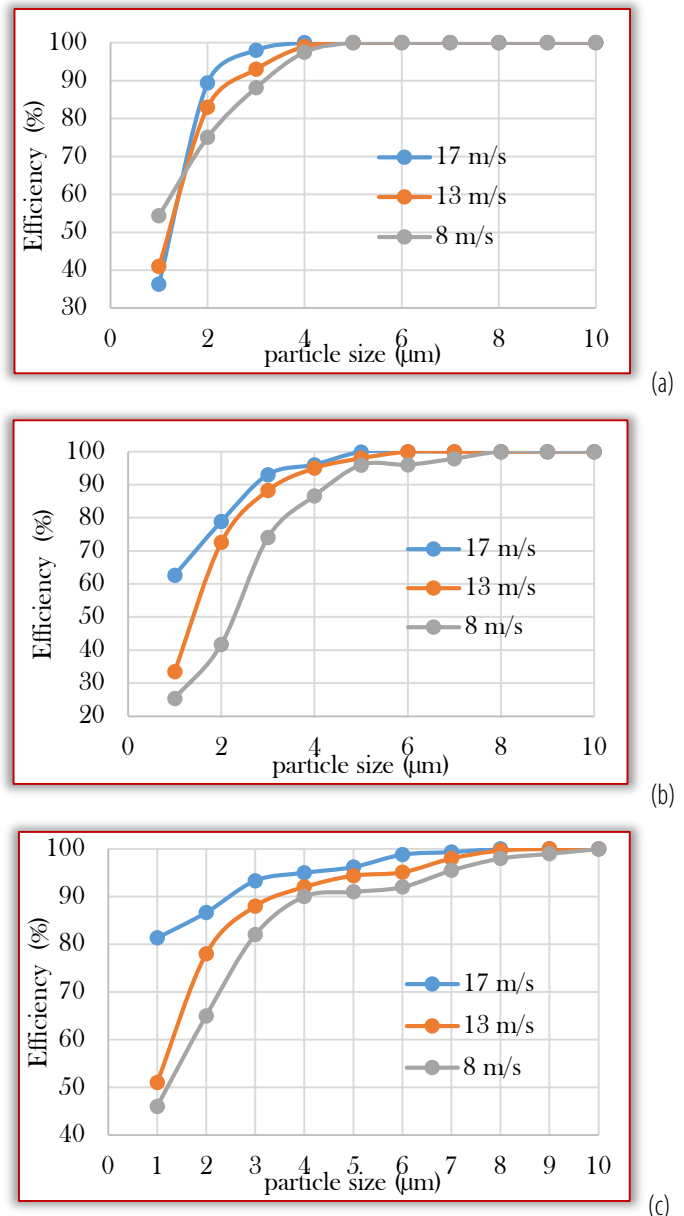 100
90
80
70
60
50
40
30
Efficiency (%)
17 m/s
13 m/s
8 m/s
0 2 4 6 8 10
particle size (μm)
(a)
100
90
80
70
60
50
40
30
20
Efficiency (%)
17 m/s
13 m/s
8 m/s
0 2 4 6 8 10
particle size (μm)
(b)
100
90
80
70
60
50
40
Efficiency (%)
17 m/s
13 m/s
8 m/s
0 1 2 3 4 5 6 7 8 9 10
particle size (μm)
(c)